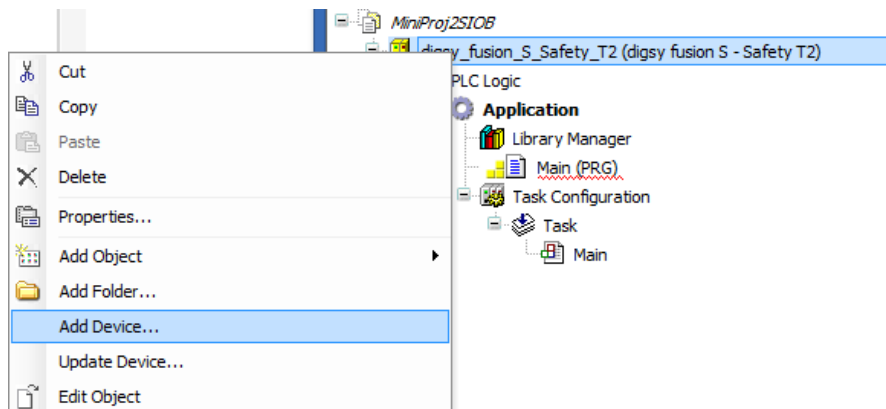 MiniProj2SIOB
digsy_fusion_S_Safety_T2 (digsy fusion S - Safety T2)
Cut
PLC Logic
Copy
Application
Paste
Library Manager
Delete
Main (PRG)
Properties...
Task Configuration
Task
Add Object
Main
Add Folder...
Add Device...
Update Device...
Edit Object